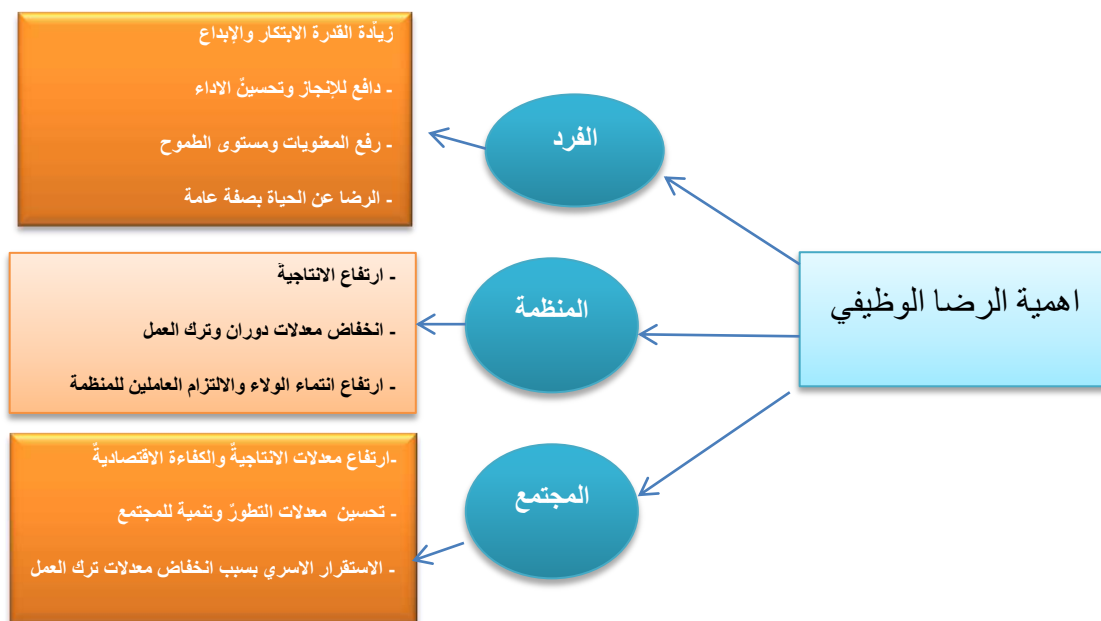 اهمية الرضا الوظيفي
الفرد
زيآدة القدرة الابتكار والإبداع
- دافع للإنجاز وتحسينٌ الاداء
- رفع المعنويات ومستوى الطموح
- الرضا عن الحياة بصفة عامة
المنظمة
- ارتفاع الانتاجيةً
- انخفاض معدلات دوران وترك العمل
- ارتفاع انتماء الولاء والالتزام العاملين للمنظمة
المجتمع
-ارتفاع معدلات الانتاجيةٌ والكفاءة الاقتصاديةٌ
- تحسين معدلات التطورٌ وتنمية للمجتمع
- الاستقرار الاسري بسبب انخفاض معدلات ترك العمل